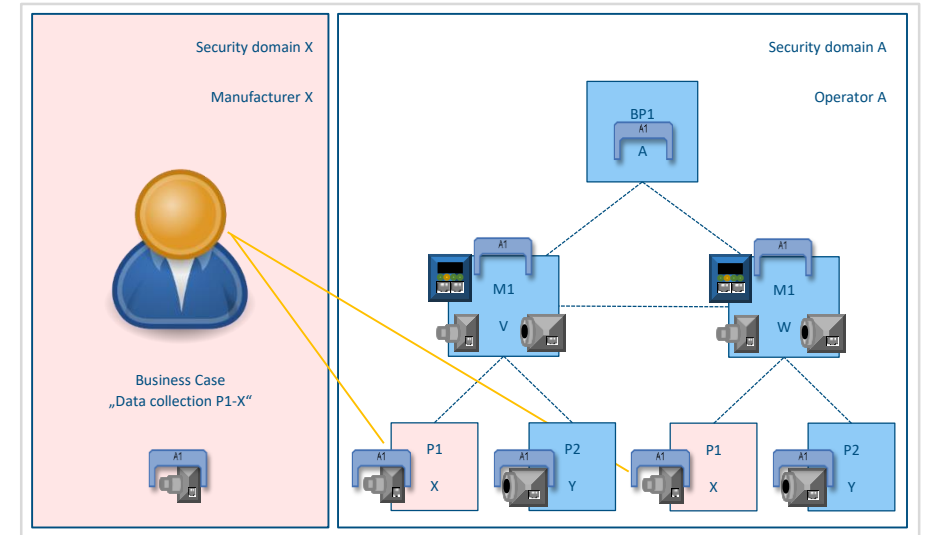 Security domain X
Manufacturer X
Business Case
„Data collection P1-X“
A1
Security domain A
Operator A
BP1
A1
A
A1
M1
V
A1
M1
W
A1
P1
X
A1
P2
Y
A1
P1
X
A1
P2
Y